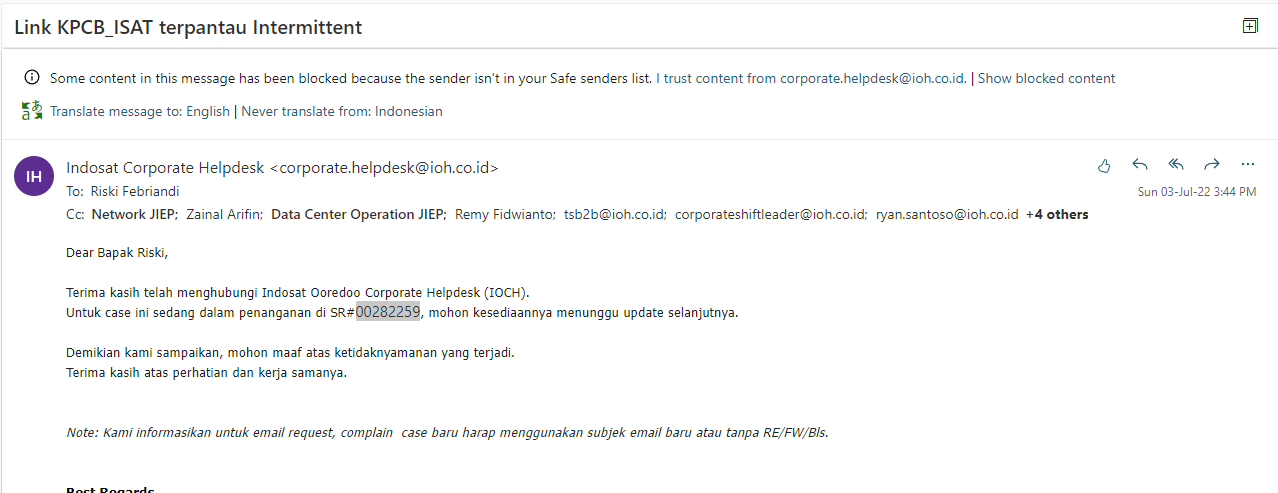 Link KPCB_ISAT terpantau Intermittent
Some content in this message has been blocked because the sender isn't in your Safe senders list. I trust content from corporate.helpdesk@ioh.co.id. | Show blocked content
Translate message to: English | Never translate from: Indonesian
IH
Indosat Corporate Helpdesk <corporate.helpdesk@ioh.co.id>
To: Riski Febriandi
Sun 03-Jul-22 3:44 PM
Cc: Network JIEP; Zainal Arifin; Data Center Operation JIEP; Remy Fidwianto; tsb2b@ioh.co.id; corporateshiftleader@ioh.co.id; ryan.santoso@ioh.co.id +4 others
Dear Bapak Riski,
Terima kasih telah menghubungi Indosat Ooredoo Corporate Helpdesk (IOCH).
Untuk case ini sedang dalam penanganan di SR#00282259, mohon kesediaannya menunggu update selanjutnya.
Demikian kami sampaikan, mohon maaf atas ketidaknyamanan yang terjadi.
Terima kasih atas perhatian dan kerja samanya.
Note: Kami informasikan untuk email request, complain case baru harap menggunakan subjek email baru atau tanpa RE/FW/Bls.
Best Regards